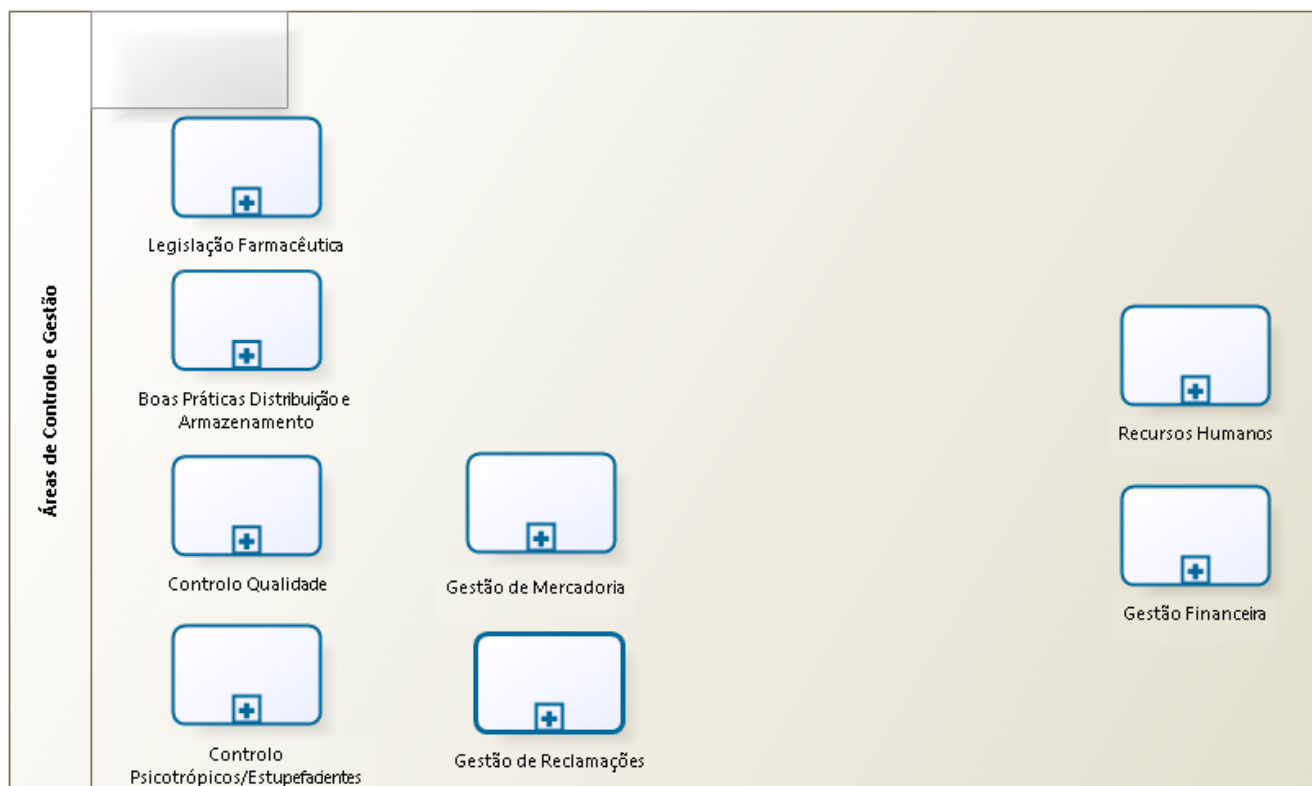 Áreas de Controlo e Gestão
Legislação Farmacêutica
Boas Práticas Distribuição e
Armazenamento
Controlo Qualidade
Controlo
Psicotrópicos/Estupefacientes
Gestão de Mercadoria
Gestão de Reclamações
Recursos Humanos
Gestão Financeira